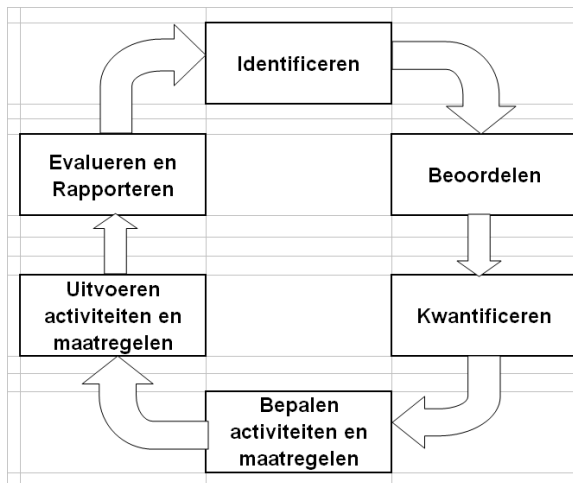 Identificeren
Beoordelen
Kwantificeren
Bepalen
activiteiten en
maatregelen
Uitvoeren
activiteiten en
maatregelen
Evalueren en
Rapporteren